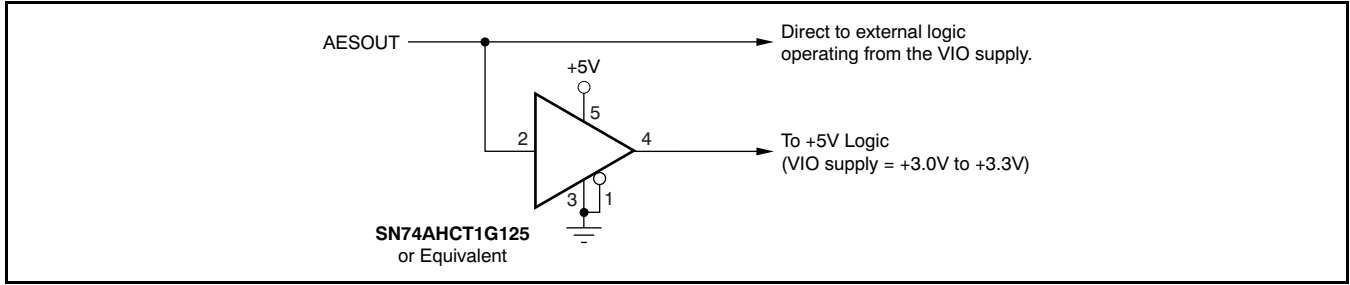 AESOUT
Direct to external logic
operating from the VIO supply.
+5V
5
2
4
To +5V Logic
(VIO supply = +3.0V to +3.3V)
3
1
SN74AHCT1G125
or Equivalent